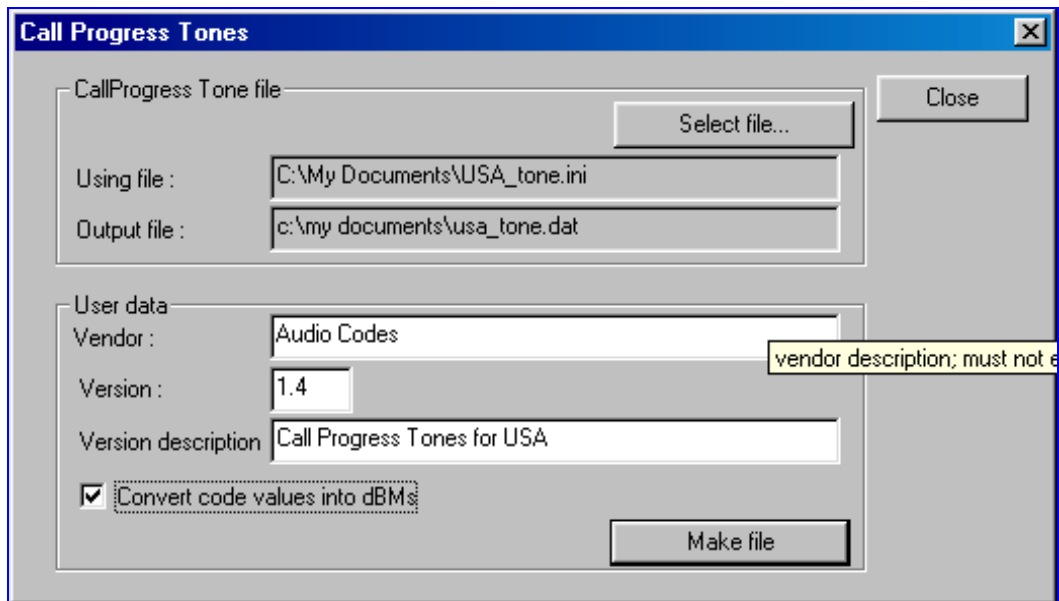 Call Progress Tones
CallProgress Tone file
Close
Select file...
Using file : C:\My Documents\USA_tone.ini
Output file : c:\my documents\usa_tone.dat
User data
Vendor : Audio Codes
vendor description; must not e
Version : 1.4
Version description Call Progress Tones for USA
Convert code values into dBMs
Make file